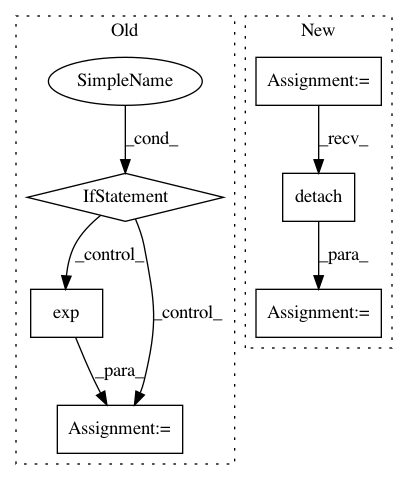 Old
New
SimpleName
Assignment:=
_cond_
_recv_
IfStatement
detach
_control_
_control_
_para_
exp
Assignment:=
_para_
Assignment:=